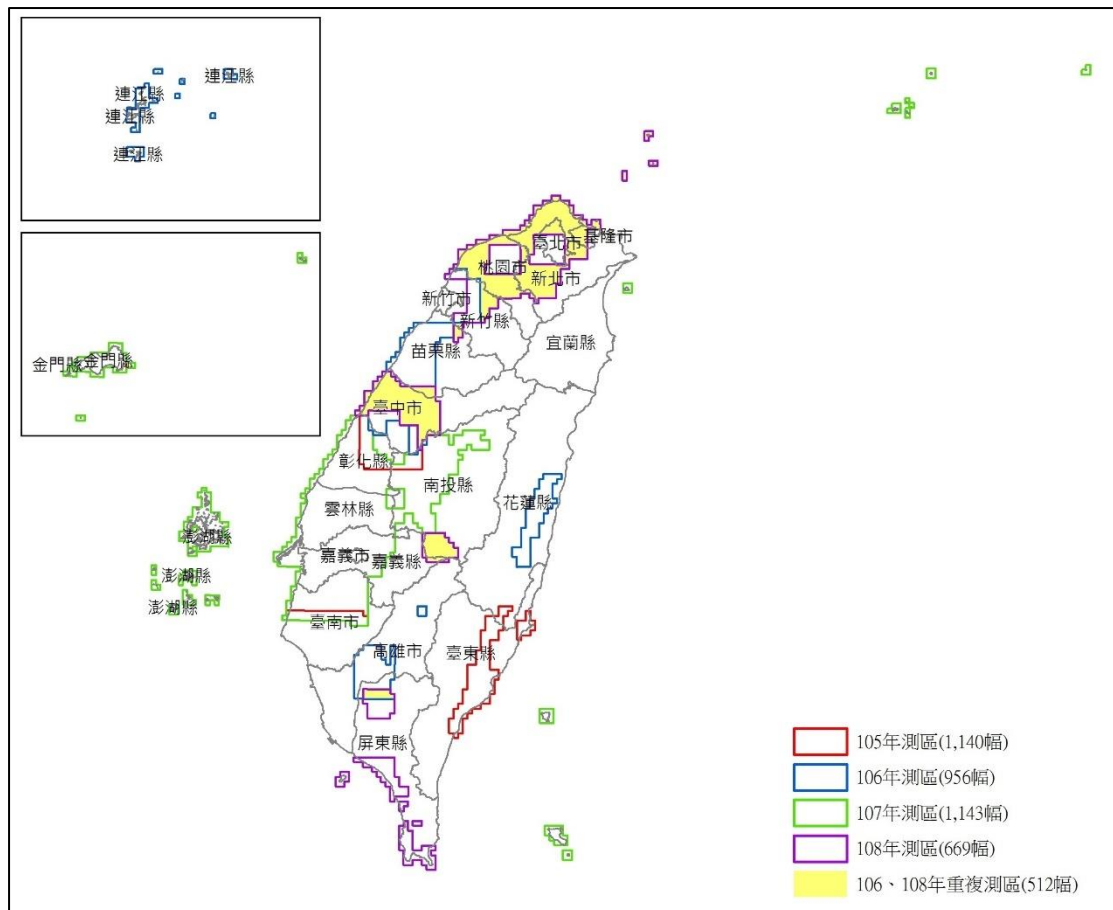 連江縣
連江縣
連江縣
連江縣
金門縣
金門縣
基隆市
臺北市
桃園市
新北市
新竹市
新竹縣
宜蘭縣
苗栗縣
臺中市
彰化縣
南投縣
花蓮縣
雲林縣
澎湖縣
嘉義市
嘉義縣
澎湖縣
澎湖縣
臺南市
高雄市
臺東縣
屏東縣
105年測區(1,140幅)
106年測區(956幅)
107年測區(1,143幅)
108年測區(669幅)
106、108年重複測區(512幅)